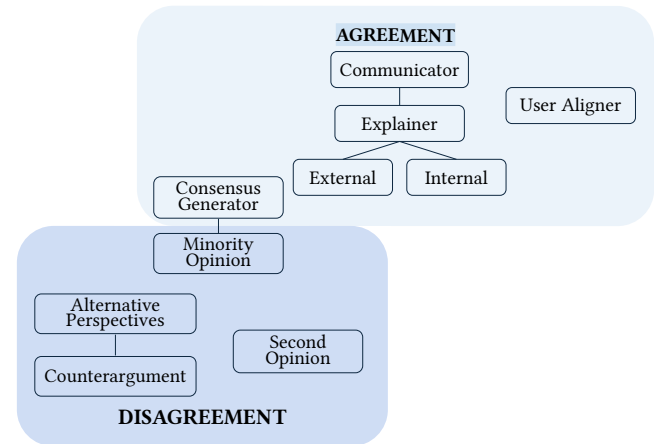 AGREEMENT
Communicator
User Aligner
Explainer
External
Internal
Consensus
Generator
Minority
Opinion
Alternative
Perspectives
Second
Opinion
Counterargument
DISAGREEMENT